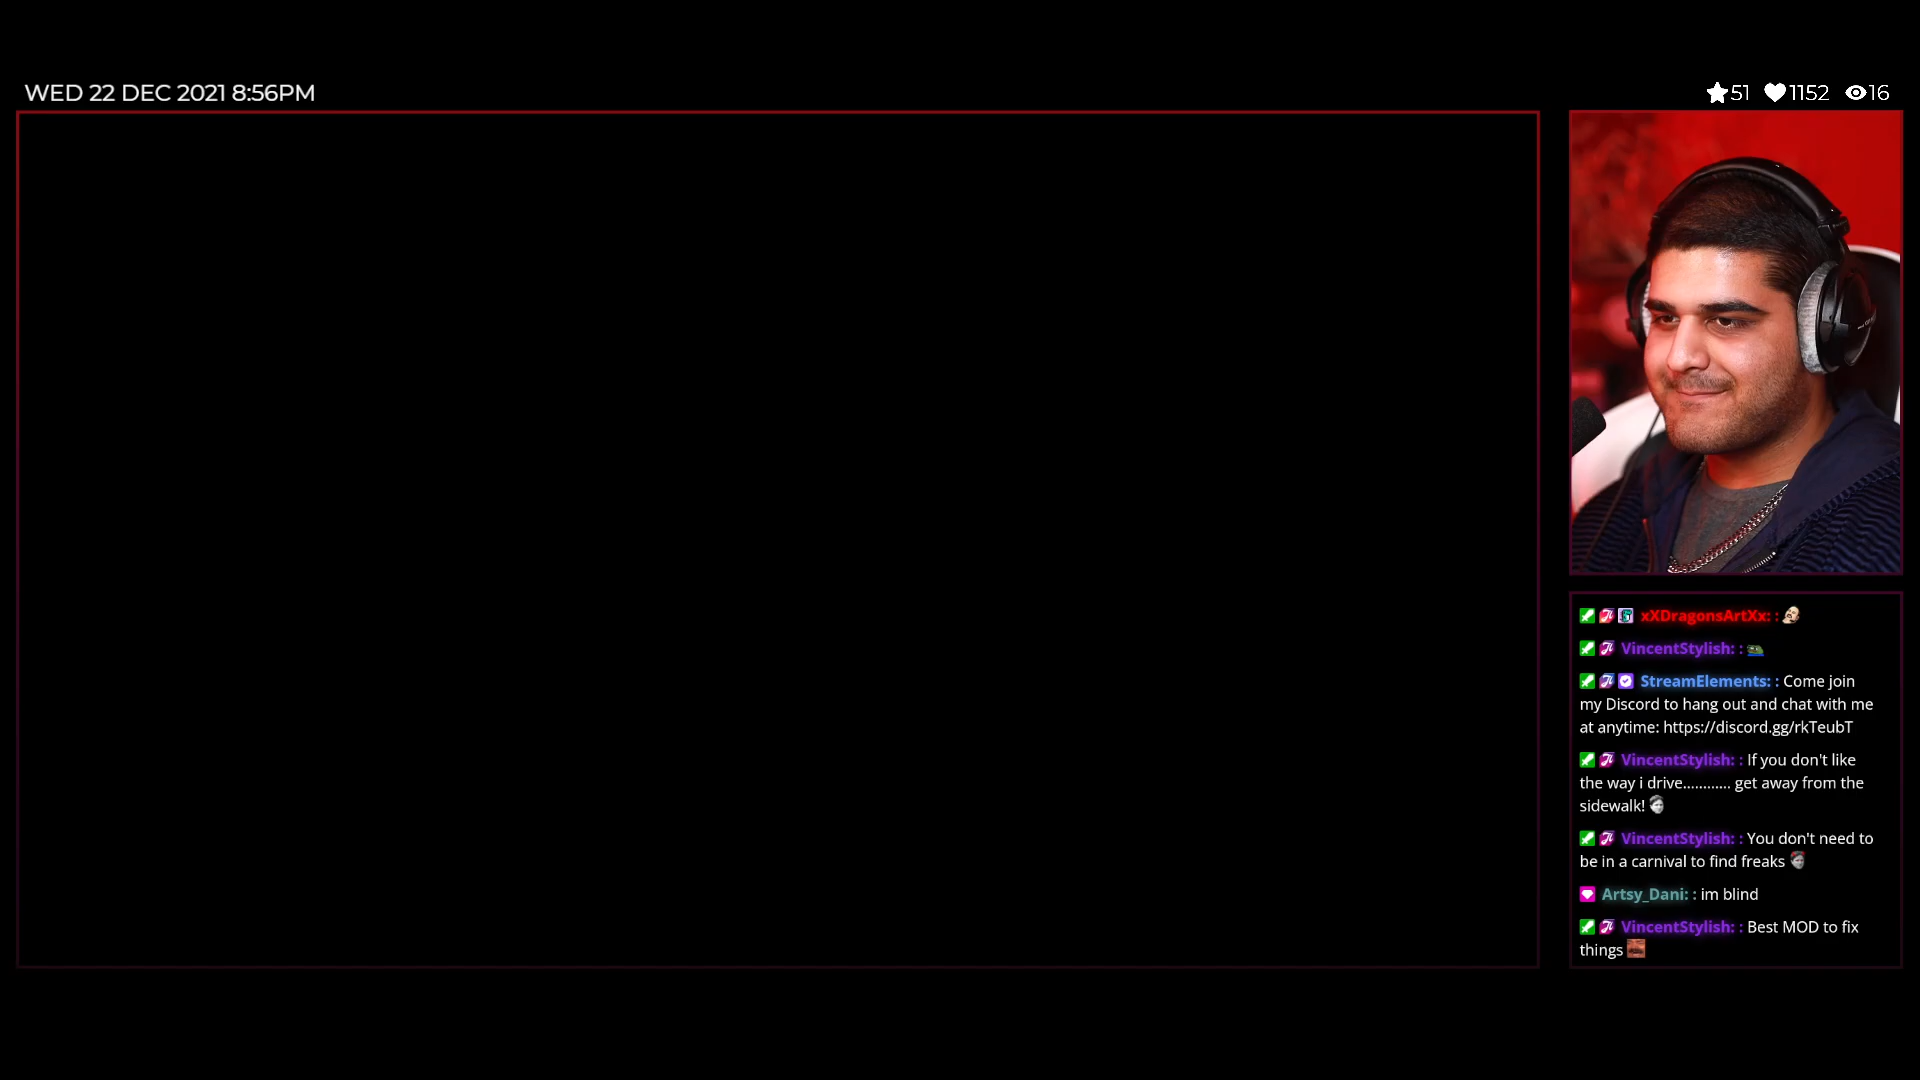 WED 22 DEC 2021 8:56PM
51 1152 16
xXDragonsArtXx: :
VincentStylish: :
StreamElements: : Come join
my Discord to hang out and chat with me
at anytime: https://discord.gg/rkTeubT
VincentStylish: : If you don't like
the way i drive............ get away from the
sidewalk!
VincentStylish: : You don't need to
be in a carnival to find freaks
Artsy_Dani: : im blind
VincentStylish: : Best MOD to fix
things